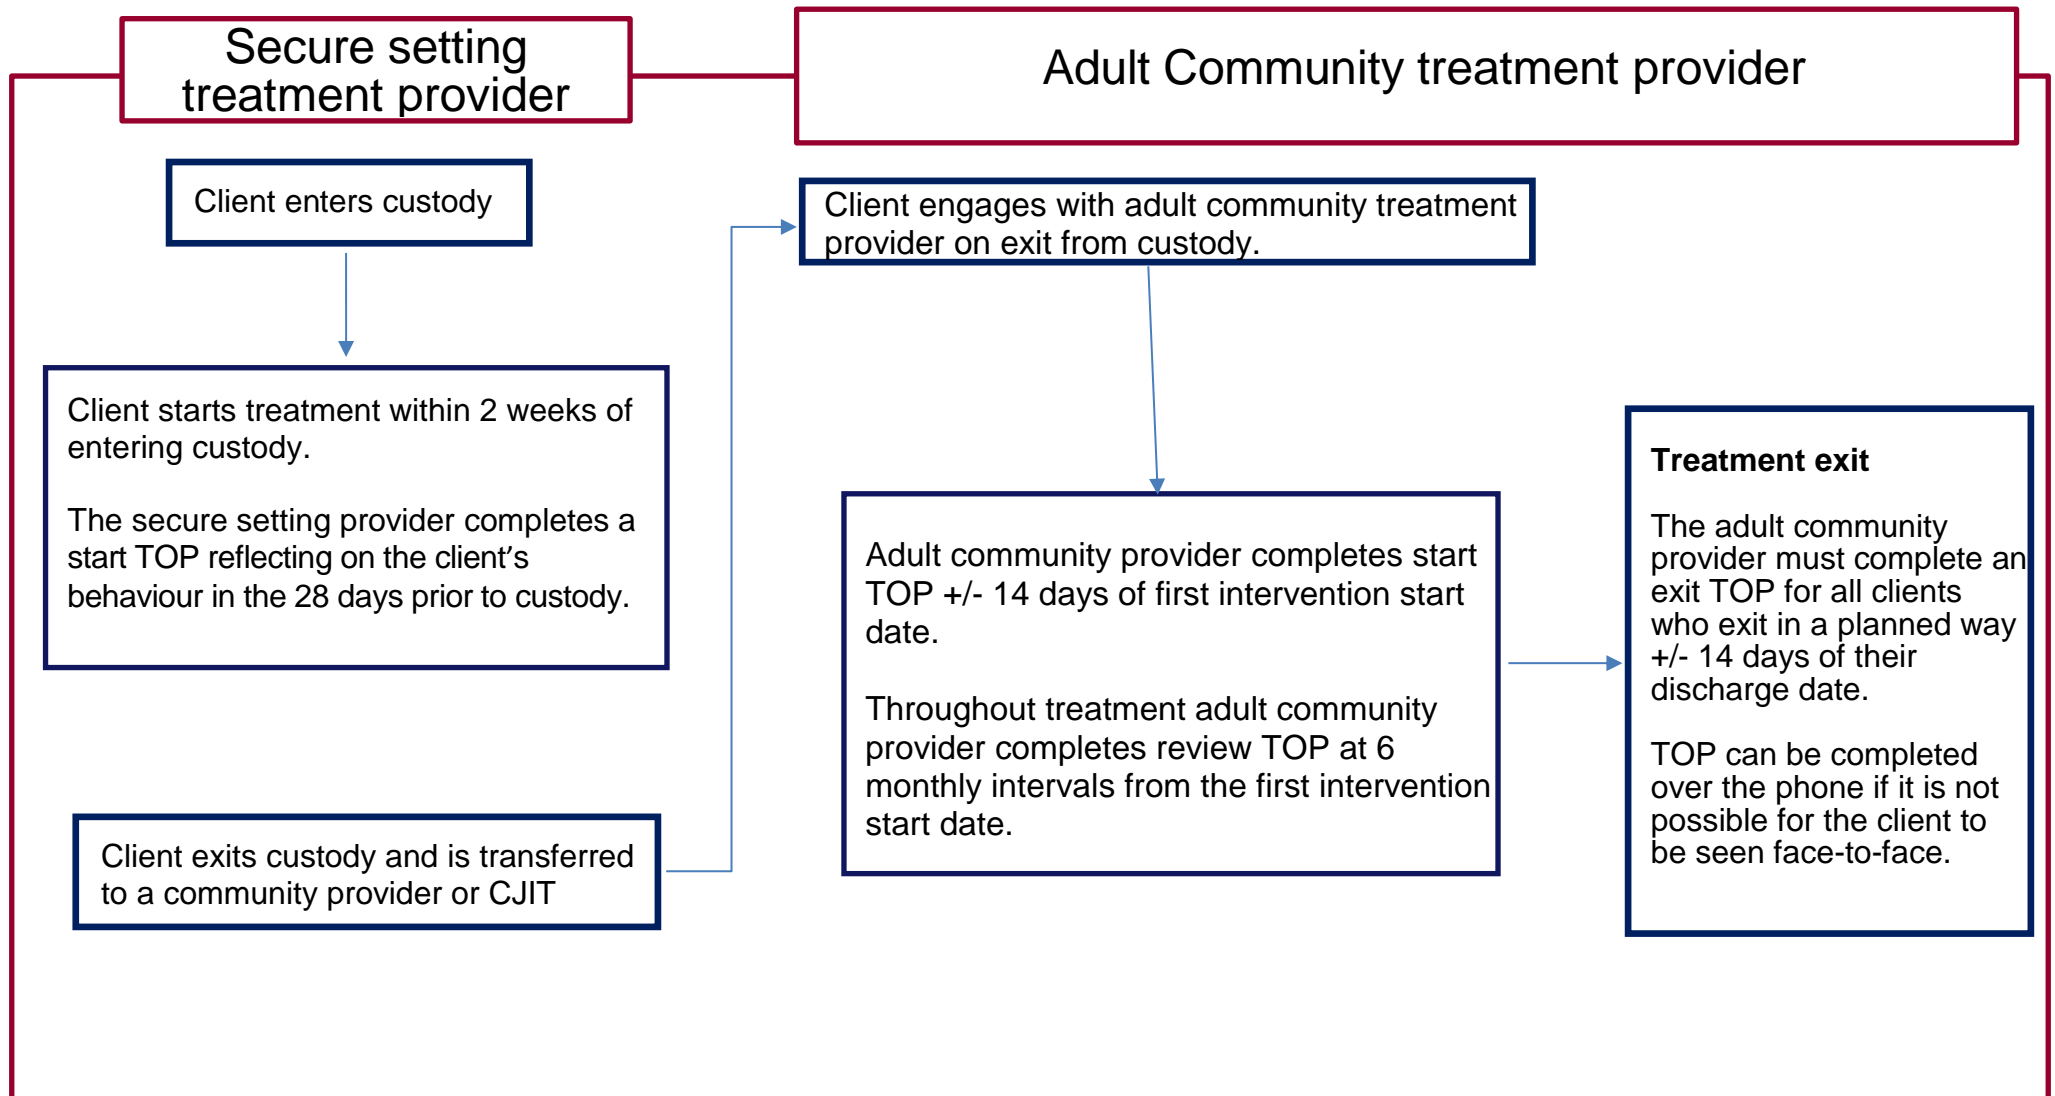 Secure setting
treatment provider
Adult Community treatment provider
Client enters custody
Client starts treatment within 2 weeks of
entering custody.
The secure setting provider completes a
start TOP reflecting on the client’s
behaviour in the 28 days prior to custody.
Client exits custody and is transferred
to a community provider or CJIT
Client engages with adult community treatment
provider on exit from custody.
Adult community provider completes start
TOP +/- 14 days of first intervention start
date.
Throughout treatment adult community
provider completes review TOP at 6
monthly intervals from the first intervention
start date.
Treatment exit
The adult community
provider must complete an
exit TOP for all clients
who exit in a planned way
+/- 14 days of their
discharge date.
TOP can be completed
over the phone if it is not
possible for the client to
be seen face-to-face.